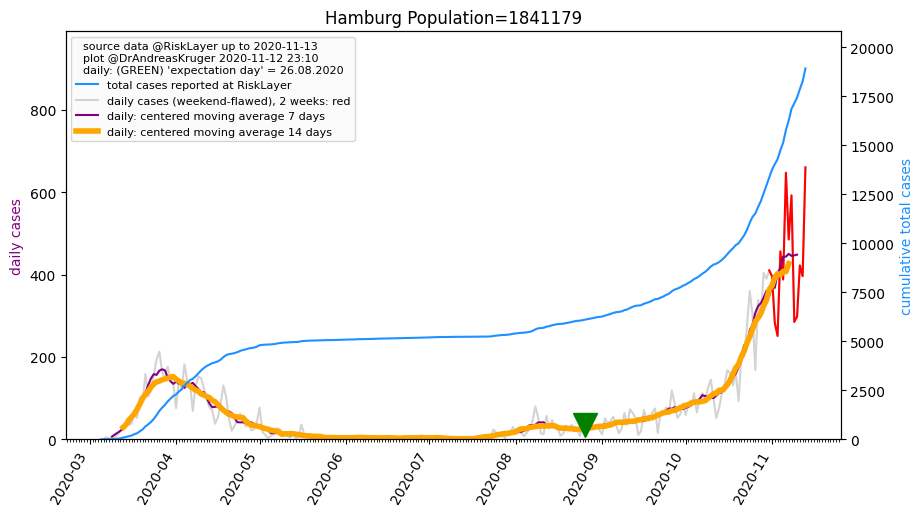 Hamburg Population=1841179
source data @RiskLayer up to 2020-11-13
plot @DrAndreasKruger 2020-11-12 23:10
daily: (GREEN) 'expectation day' = 26.08.2020
total cases reported at RiskLayer
daily cases (weekend-flawed), 2 weeks: red
daily: centered moving average 7 days
daily: centered moving average 14 days
daily cases
800
600
400
200
0
cumulative total cases
20000
17500
15000
12500
10000
7500
5000
2500
0
2020-03
2020-04
2020-05
2020-06
2020-07
2020-08
2020-09
2020-10
2020-11